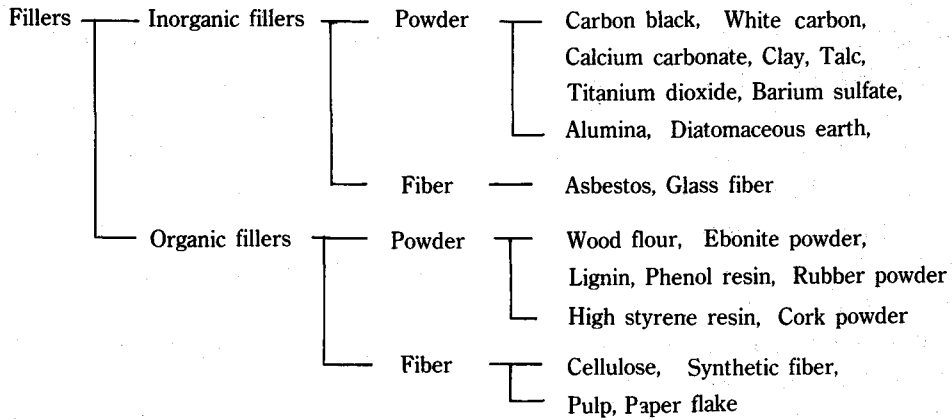 Fillers Inorganic fillers Powder Carbon black, White carbon,
Calcium carbonate, Clay, Talc,
Titanium dioxide, Barium sulfate,
Alumina, Diatomaceous earth,
Fiber Asbestos, Glass fiber
Organic fillers Powder Wood flour, Ebonite powder,
Lignin, Phenol resin, Rubber powder
High styrene resin, Cork powder
Fiber Cellulose, Synthetic fiber,
Pulp, Paper flake